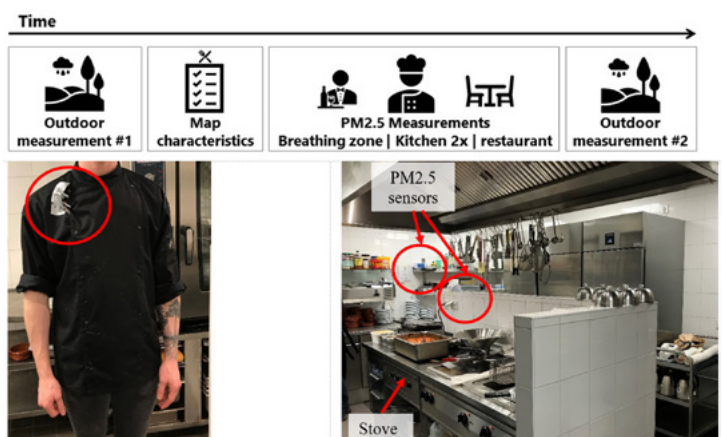 Time
Outdoor
measurement #1
Map
characteristics
PM2.5 Measurements
Breathing zone | Kitchen 2x | restaurant
Outdoor
measurement #2
PM2.5
sensors
Stove